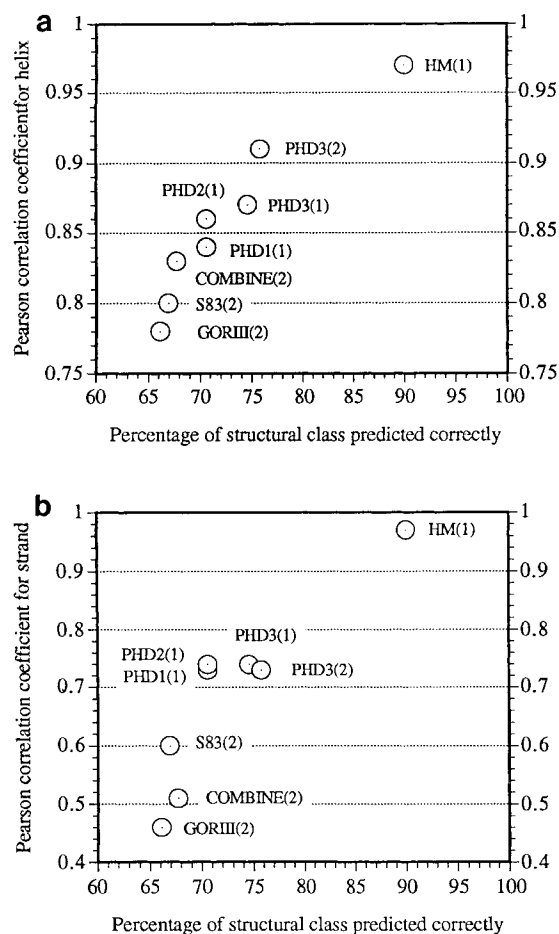 a
Pearson correlation coefficientfor helix
1
0.95
0.9
0.85
0.8
0.75
1
0.95
0.9
0.85
0.8
0.75
HM(1)
PHD3(2)
PHD2(1)
PHD3(1)
PHD1(1)
COMBINE(2)
S83(2)
GORIII(2)
60 65 70 75 80 85 90 95 100
Percentage of structural class predicted correctly
b
Pearson correlation coefficient for strand
1
0.9
0.8
0.7
0.6
0.5
0.4
1
0.9
0.8
0.7
0.6
0.5
0.4
HM(1)
PHD3(1)
PHD2(1)
PHD1(1)
PHD3(2)
S83(2)
COMBINE(2)
GORIII(2)
60 65 70 75 80 85 90 95 100
Percentage of structural class predicted correctly